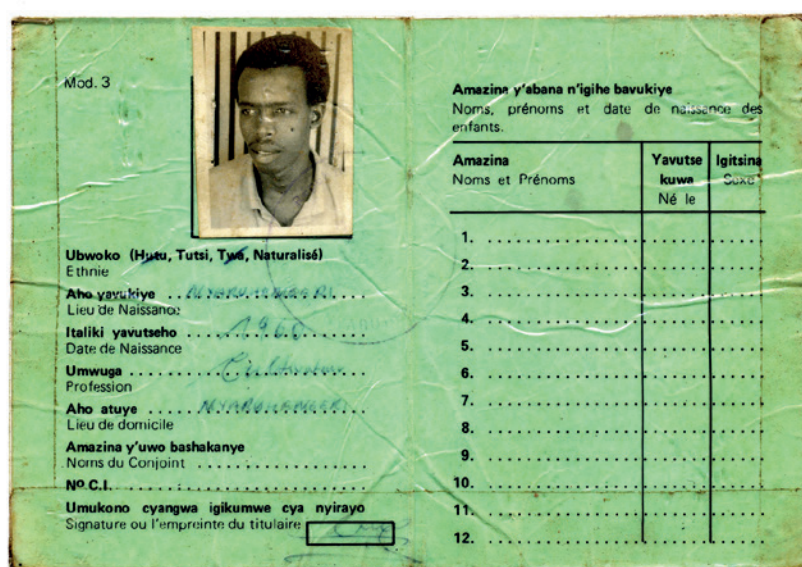 Mod. 3
Ubwoko (Hutu, Tutsi, Twa, Naturalisé)
Ethnie
Aho yavukiye
Lieu de Naissance
Italiki yavutseho 1960
Date de Naissance
Umwuga Cultivateur
Profession
Aho atuye
Lieu de domicile
Amazina y'uwo bashakanye
Noms du Conjoint
Nº C.I.
Umukono cyangwa igikumwe cya nyirayo
Signature ou l'empreinte du titulaire
Amazina y'abana n'igihe bavukiye
Noms, prénoms et date de naissance des
enfants.
Amazina Yavutse Igitsina
Noms et Prénoms kuwa Sexe
Né le
1.
2.
3.
4.
5.
6.
7.
8.
9.
10.
11.
12.